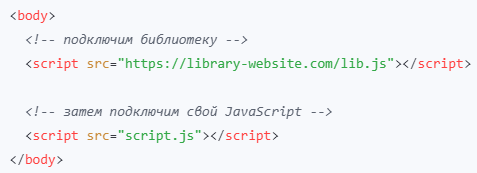 <body>
<!-- подключим библиотеку -->
<script src="https://library-website.com/lib.js"></script>
<!-- затем подключим свой JavaScript -->
<script src="script.js"></script>
</body>